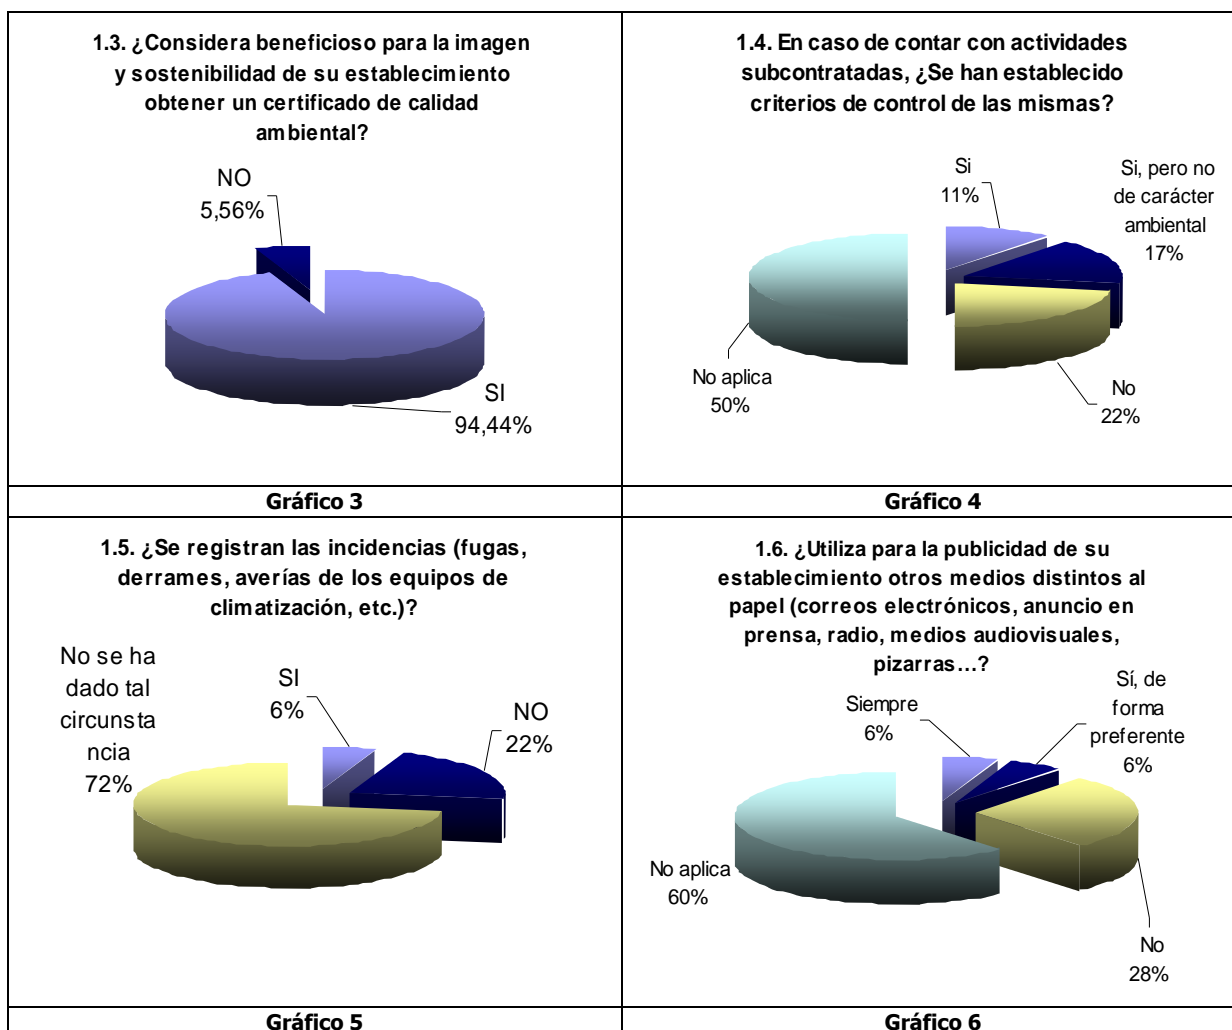 1.3. ¿Considera beneficioso para la imagen
y sostenibilidad de su establecimiento
obtener un certificado de calidad
ambiental?
NO
5,56%
SI
94,44%
Gráfico 3
1.4. En caso de contar con actividades
subcontratadas, ¿Se han establecido
criterios de control de las mismas?
Si
11%
Si, pero no
de carácter
ambiental
17%
No aplica
50%
No
22%
Gráfico 4
1.5. ¿Se registran las incidencias (fugas,
derrames, averías de los equipos de
climatización, etc.)?
No se ha
dado tal
circunsta
ncia
72%
SI
6%
NO
22%
Gráfico 5
1.6. ¿Utiliza para la publicidad de su
establecimiento otros medios distintos al
papel (correos electrónicos, anuncio en
prensa, radio, medios audiovisuales,
pizarras...?
Siempre
6%
Sí, de
forma
preferente
6%
No aplica
60%
No
28%
Gráfico 6